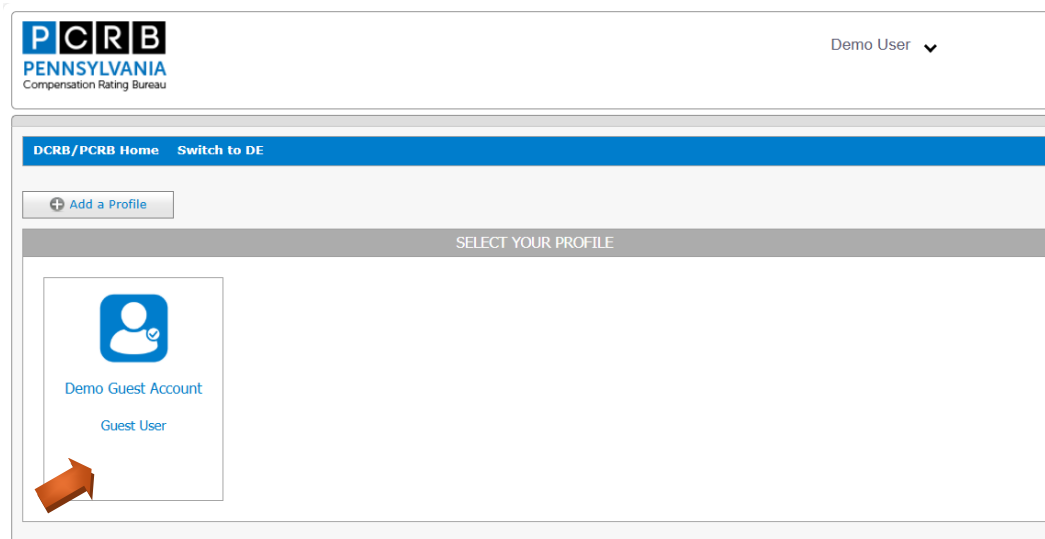 PCRB
PENNSYLVANIA
Compensation Rating Bureau
Demo User
DCRB/PCRB Home Switch to DE
Add a Profile
SELECT YOUR PROFILE
Demo Guest Account
Guest User